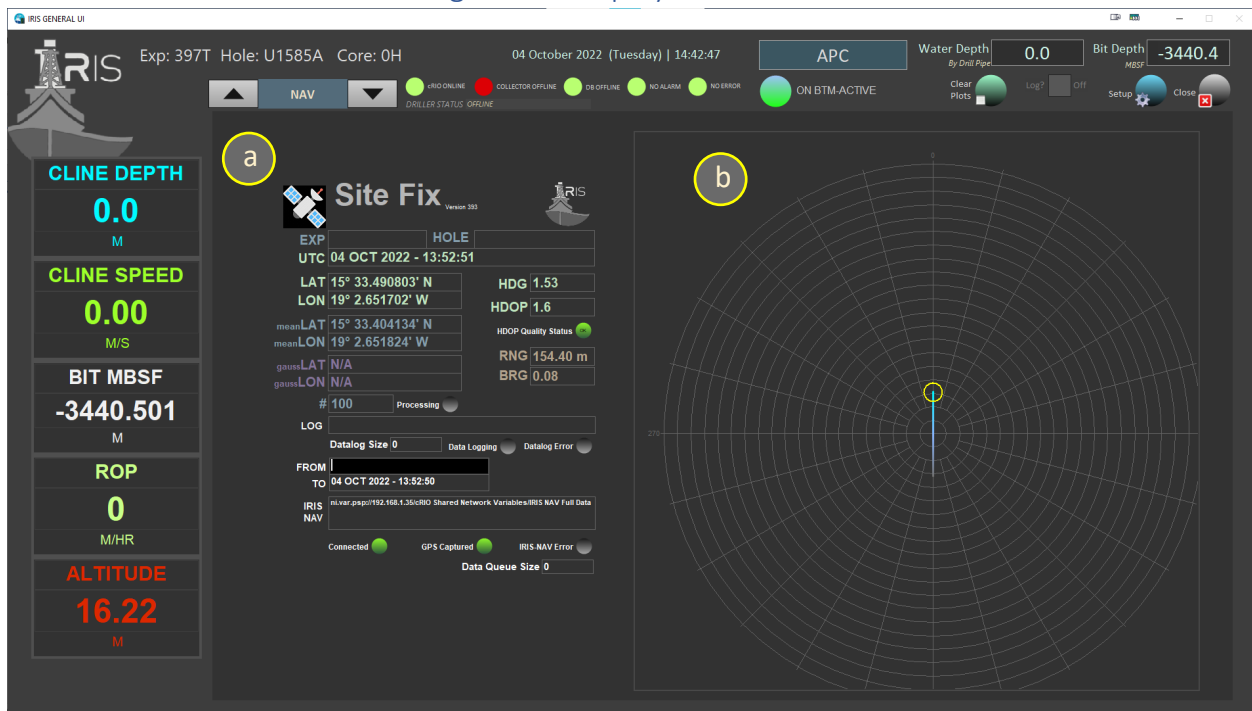 IRIS GENERAL UI
IRIS
Exp: 397T Hole: U1585A Core: 0H
04 October 2022 (Tuesday) | 14:42:47
APC
Water Depth
By Drill Pipe
0.0
Bit Depth
MBSF
-3440.4
NAV
cRIO ONLINE
COLLECTOR OFFLINE
DB OFFLINE
NO ALARM
NO ERROR
DRILLER STATUS OFFLINE
ON BTM-ACTIVE
Clear
Plots
Log?
Off
Setup
Close
CLINE DEPTH
0.0
M
CLINE SPEED
0.00
M/S
BIT MBSF
-3440.501
M
ROP
0
M/HR
ALTITUDE
16.22
M
a
Site Fix Version 393
IRIS
EXP HOLE
UTC 04 OCT 2022 - 13:52:51
LAT 15° 33.490803' N
LON 19° 2.651702' W
HDG 1.53
HDOP 1.6
meanLAT 15° 33.404134' N
meanLON 19° 2.651824' W
HDOP Quality Status
gaussLAT N/A
gaussLON N/A
RNG 154.40 m
BRG 0.08
# 100 Processing
LOG
Datalog Size 0 Data Logging Datalog Error
FROM
TO 04 OCT 2022 - 13:52:50
IRIS
NAV
ni.var.psp://192.168.1.35/cRIO Shared Network Variables/IRIS NAV Full Data
Connected GPS Captured IRIS-NAV Error
Data Queue Size 0
b
0
270